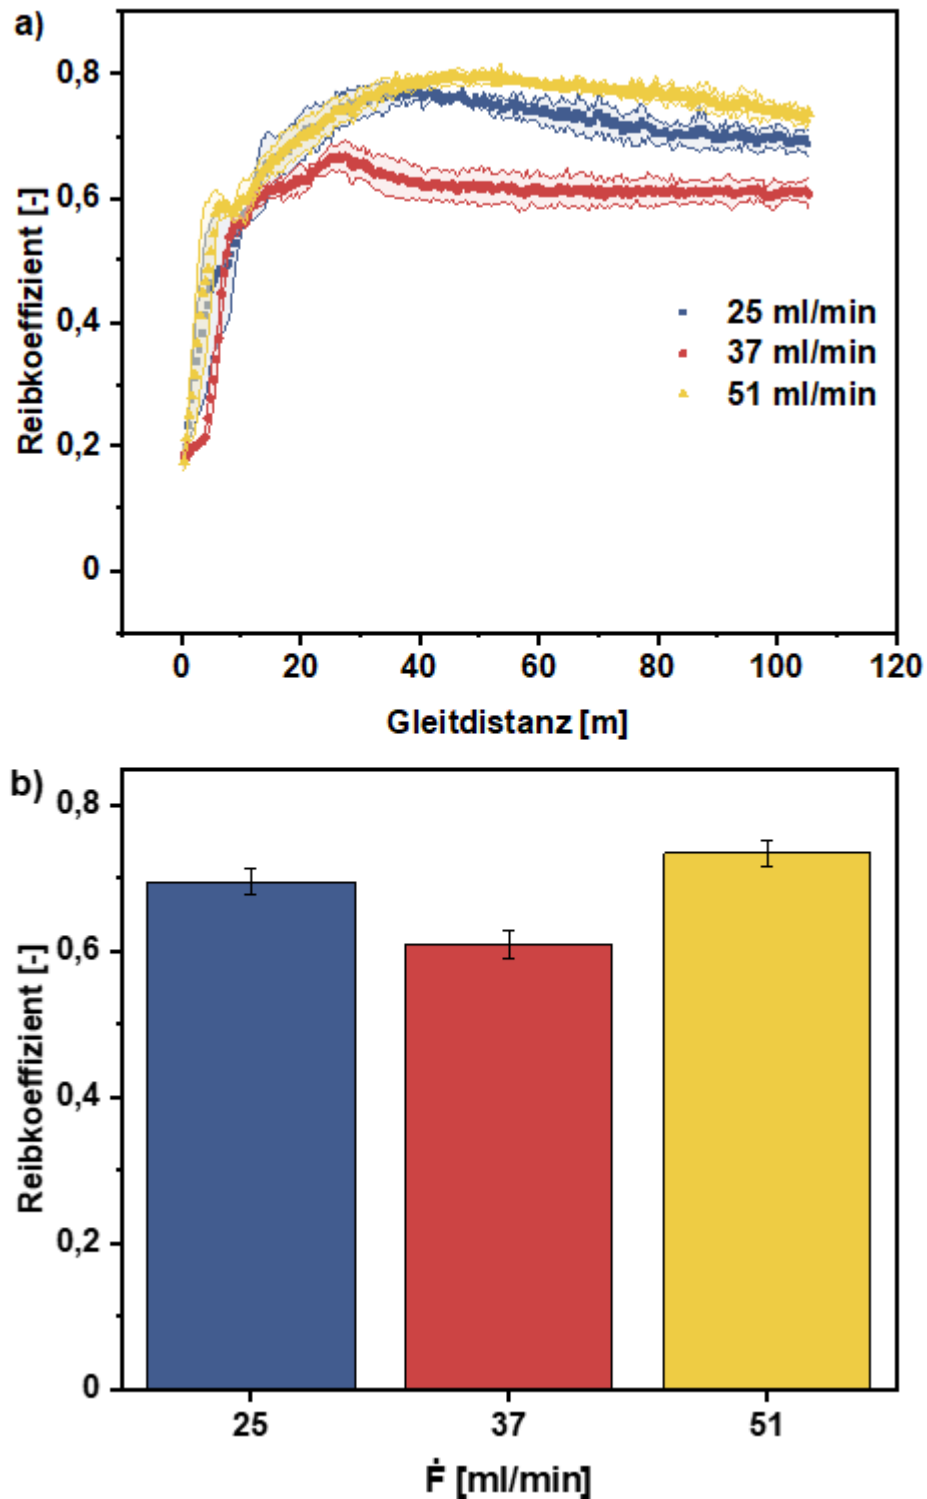 a)
Reibkoeffizient [-]
0,8
0,6
0,4
0,2
0
25 ml/min
37 ml/min
51 ml/min
0 20 40 60 80 100 120
Gleitdistanz [m]
b)
Reibkoeffizient [-]
0,8
0,6
0,4
0,2
0
25 37 51
Ḟ [ml/min]